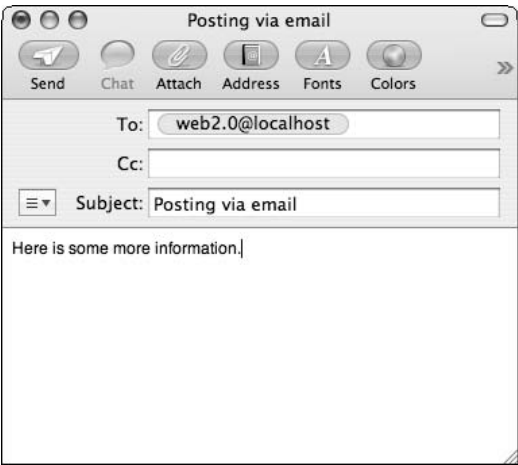 Posting via email
Send Chat Attach Address Fonts Colors
To: web2.0@localhost
Cc:
Subject: Posting via email
Here is some more information.